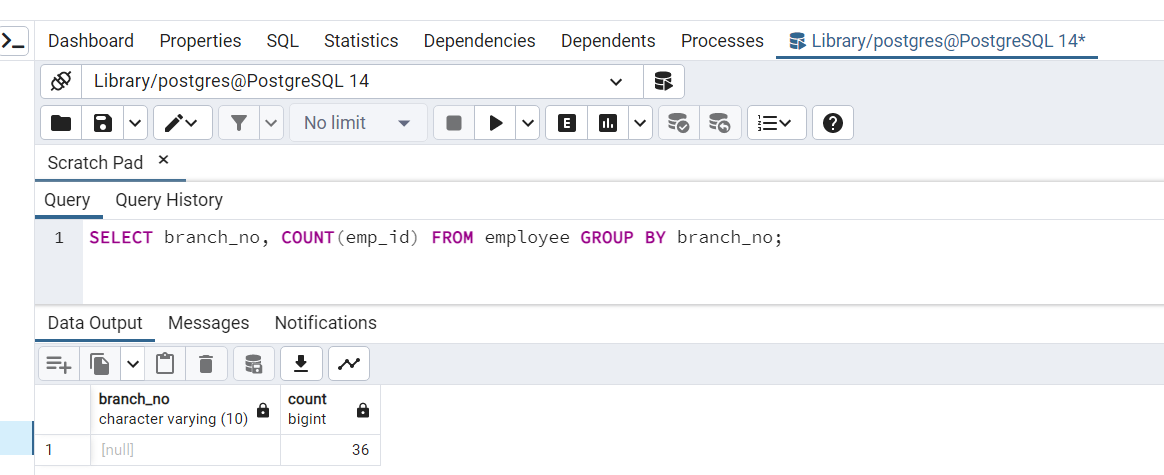 Dashboard Properties SQL Statistics Dependencies Dependents Processes Library/postgres@PostgreSQL 14*
Library/postgres@PostgreSQL 14
No limit E
Scratch Pad
Query Query History
1 SELECT branch_no, COUNT(emp_id) FROM employee GROUP BY branch_no;
Data Output Messages Notifications
branch_no count
character varying (10) bigint
1 [null] 36